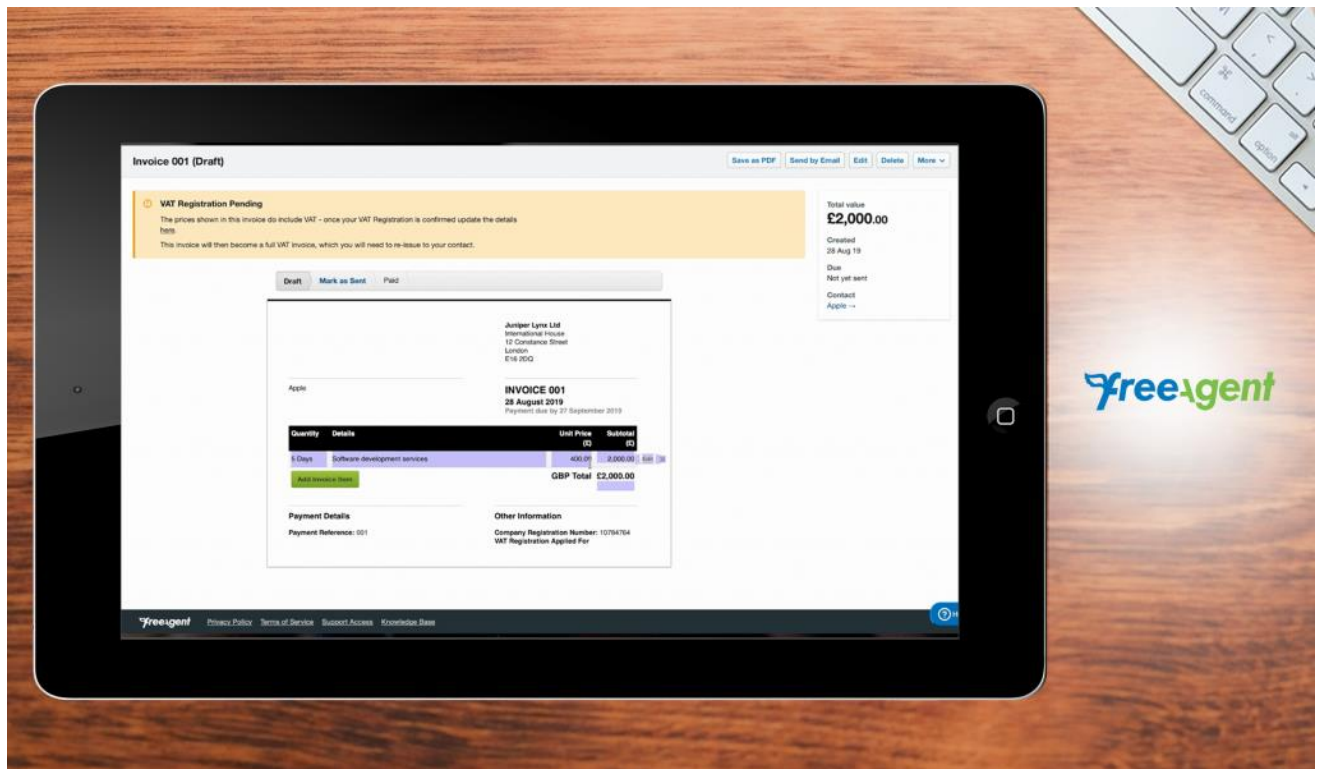 Invoice 001 (Draft)
Save as PDF Send by Email Edit Delete More
VAT Registration Pending
The prices shown in this invoice do include VAT - once your VAT Registration is confirmed update the details
here.
This invoice will then become a full VAT invoice, which you will need to re-issue to your contact.
Total value
£2,000.00
Created
28 Aug 19
Due
Not yet sent
Contact
Apple →
Draft Mark as Sent Paid
Juniper Lynx Ltd
International House
12 Constance Street
London
E16 2DQ
Apple
INVOICE 001
28 August 2019
Payment due by 27 September 2019
Quantity Details Unit Price (£) Subtotal (£)
5 Days Software development services 400.00 2,000.00 Edit
Add Invoice Item
GBP Total £2,000.00
Payment Details
Payment Reference: 001
Other Information
Company Registration Number: 10794764
VAT Registration Applied For
freeagent Privacy Policy Terms of Service Support Access Knowledge Base
freeagent
command
alt
option